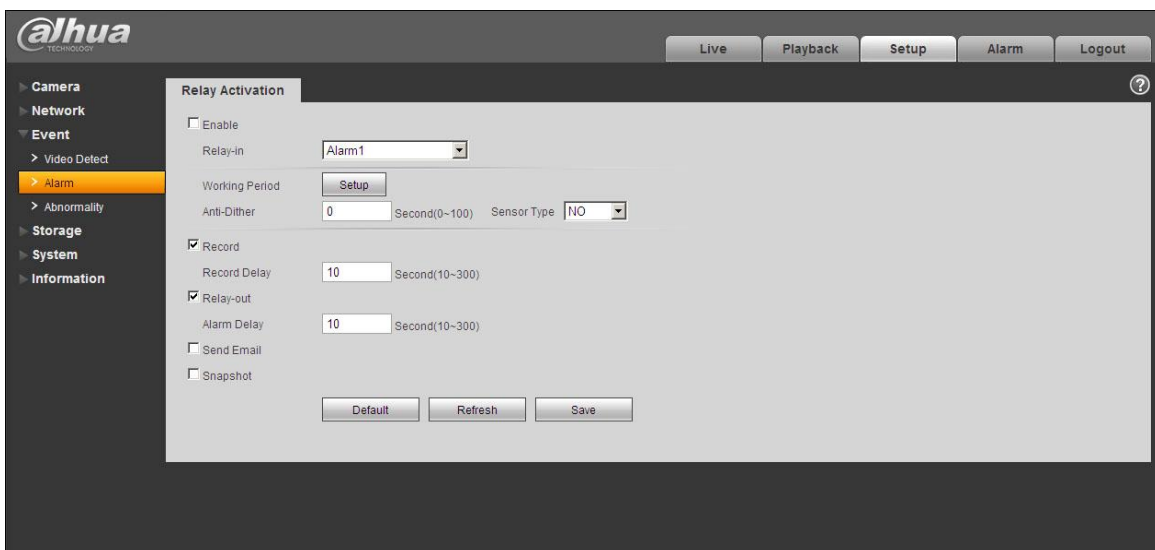 alhua
TECHNOLOGY
Live Playback Setup Alarm Logout
Camera
Network
Event
Video Detect
Alarm
Abnormality
Storage
System
Information
Relay Activation
?
Enable
Relay-in Alarm1
Working Period Setup
Anti-Dither 0 Second(0~100) Sensor Type NO
Record
Record Delay 10 Second(10~300)
Relay-out
Alarm Delay 10 Second(10~300)
Send Email
Snapshot
Default Refresh Save